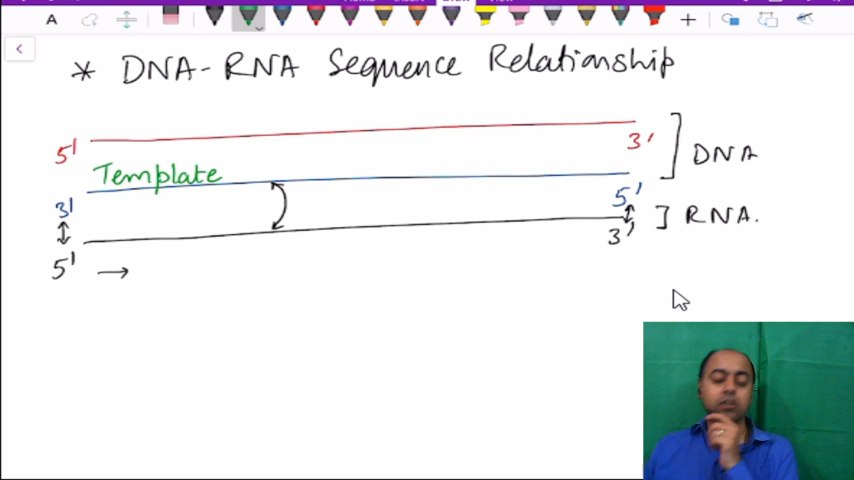 * DNA-RNA Sequence Relationship
5' 3'
DNA
Template
3' 5'
RNA.
5' → 3'